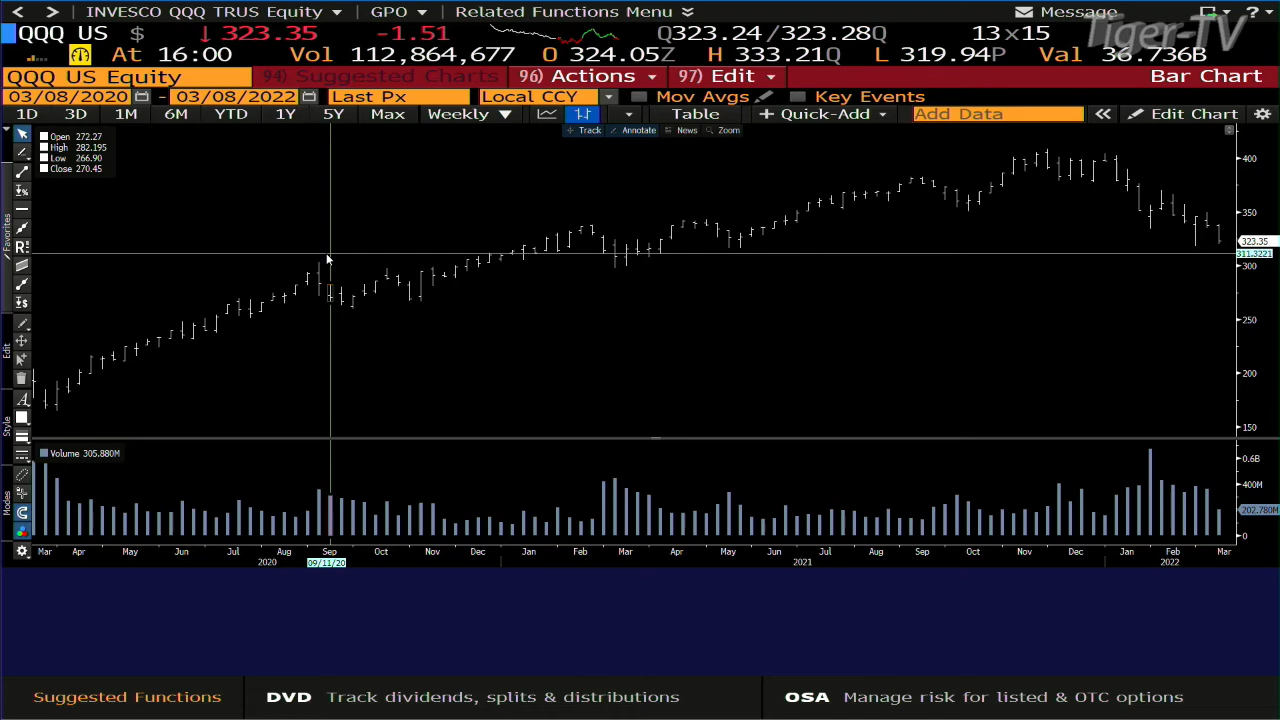 < > INVESCO QQQ TRUS Equity GPO Related Functions Menu Message ?
Tiger-TV
QQQ US $ ↓ 323.35 -1.51 Q323.24/323.28Q 13×15
At 16:00 Vol 112,864,677 O 324.05Z H 333.21Q L 319.94P Val 36.736B
QQQ US Equity 94) Suggested Charts 96) Actions 97) Edit Bar Chart
03/08/2020 - 03/08/2022 Last Px Local CCY Mov Avgs Key Events
1D 3D 1M 6M YTD 1Y 5Y Max Weekly ▼ Table + Quick-Add Add Data « Edit Chart
Track Annotate News Zoom
Open 272.27
High 282.195
Low 266.90
Close 270.45
Favorites
Edit
Style
Modes
400
350
323.35
311.3221
300
250
200
150
Volume 305.880M
0.6B
400M
202.780M
0
Mar Apr May Jun Jul Aug Sep Oct Nov Dec Jan Feb Mar Apr May Jun Jul Aug Sep Oct Nov Dec Jan Feb Mar
2020 09/11/20 2021 2022
Suggested Functions DVD Track dividends, splits & distributions OSA Manage risk for listed & OTC options